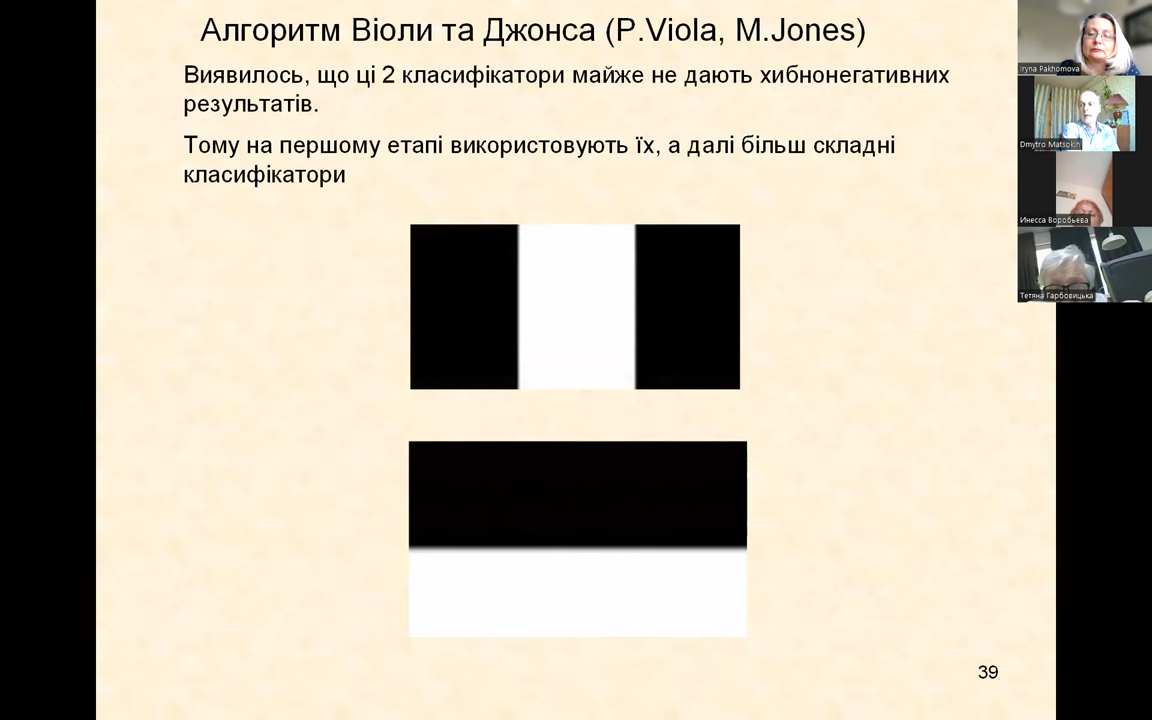 Алгоритм Віоли та Джонса (P.Viola, M.Jones)
Виявилось, що ці 2 класифікатори майже не дають хибнонегативних
результатів.
Тому на першому етапі використовують їх, а далі більш складні
класифікатори
39
Iryna Pakhomova
Dmytro Matsokin
Инесса Воробьева
Тетяна Гарбовицька